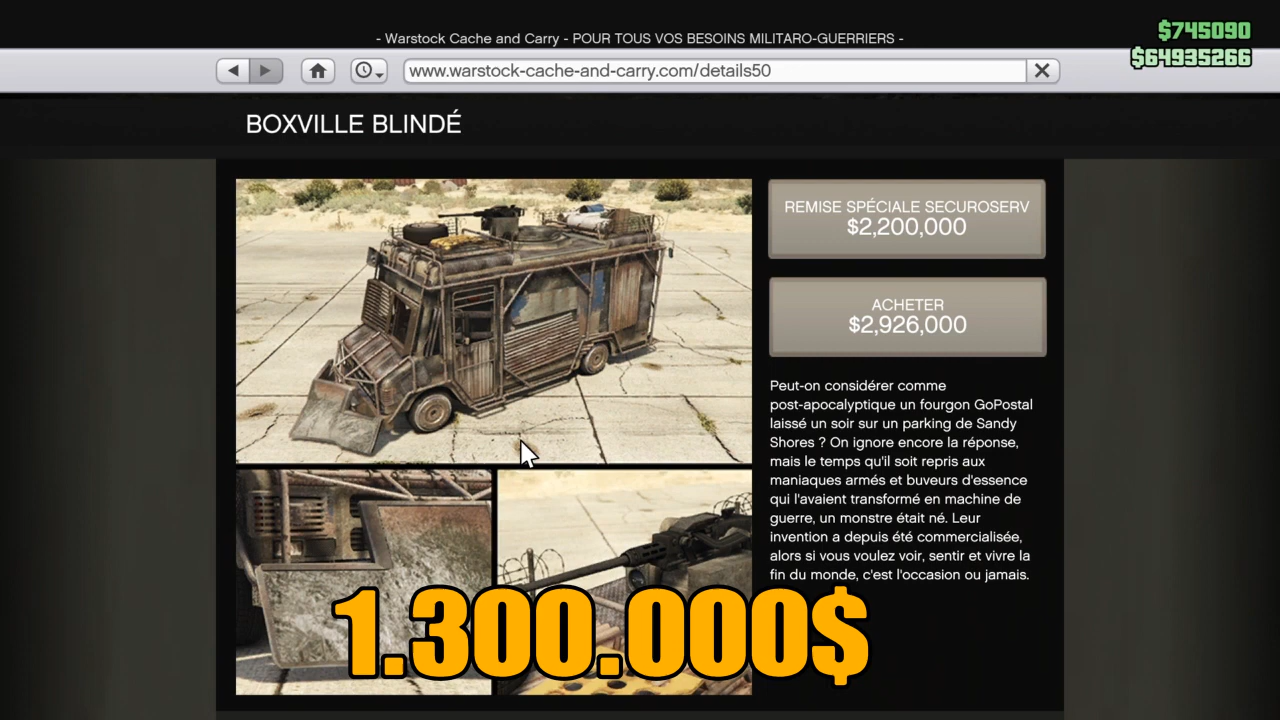 $745090
- Warstock Cache and Carry - POUR TOUS VOS BESOINS MILITARO-GUERRIERS -
$64935266
www.warstock-cache-and-carry.com/details50
BOXVILLE BLINDÉ
REMISE SPÉCIALE SECUROSERV
$2,200,000
ACHETER
$2,926,000
Peut-on considérer comme
post-apocalyptique un fourgon GoPostal
laissé un soir sur un parking de Sandy
Shores ? On ignore encore la réponse,
mais le temps qu'il soit repris aux
maniaques armés et buveurs d'essence
qui l'avaient transformé en machine de
guerre, un monstre était né. Leur
invention a depuis été commercialisée,
alors si vous voulez voir, sentir et vivre la
fin du monde, c'est l'occasion ou jamais.
1.300.000$